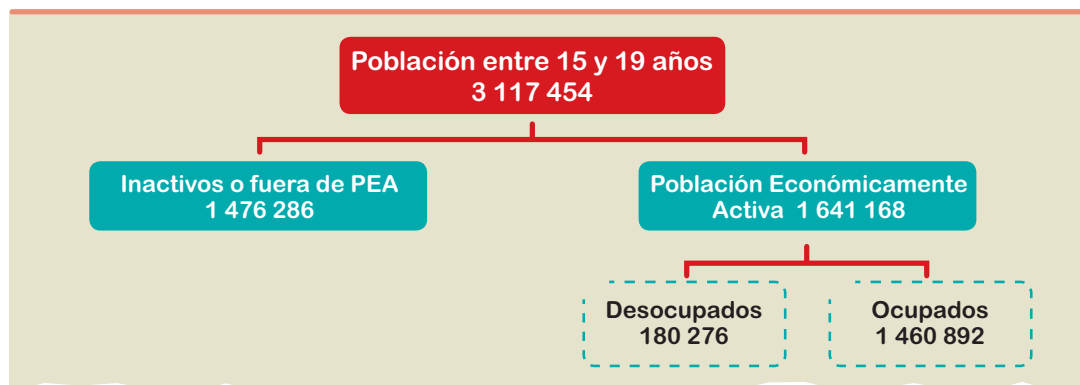 Población entre 15 y 19 años
3 117 454
Inactivos o fuera de PEA
1 476 286
Población Económicamente
Activa 1 641 168
Desocupados
180 276
Ocupados
1 460 892